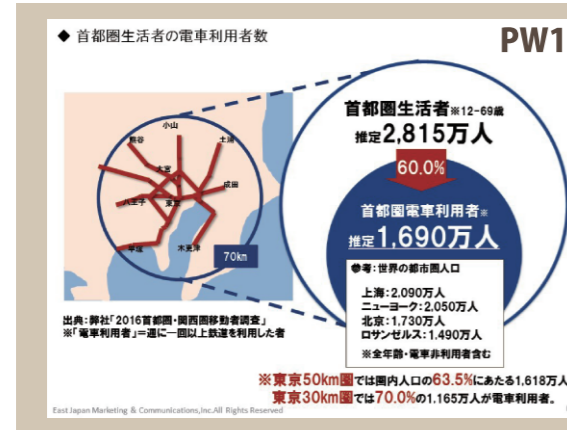 ◆ 首都圏生活者の電車利用者数
PW1
小山
熊谷
土浦
大宮
成田
八王子
東京
平塚
木更津
70km
首都圏生活者※12-69歳
推定2,815万人
60.0%
首都圏電車利用者※
推定1,690万人
参考：世界の都市圏人口
上海：2,090万人
ニューヨーク：2,050万人
北京：1,730万人
ロサンゼルス：1,490万人
※全年齢・電車非利用者含む
出典：弊社「2016首都圏・関西圏移動者調査」
※「電車利用者」＝週に一回以上鉄道を利用した者
※東京50km圏では圏内人口の63.5%にあたる1,618万人
東京30km圏では70.0%の1,165万人が電車利用者。
East Japan Marketing & Communications,Inc.All Rights Reserved